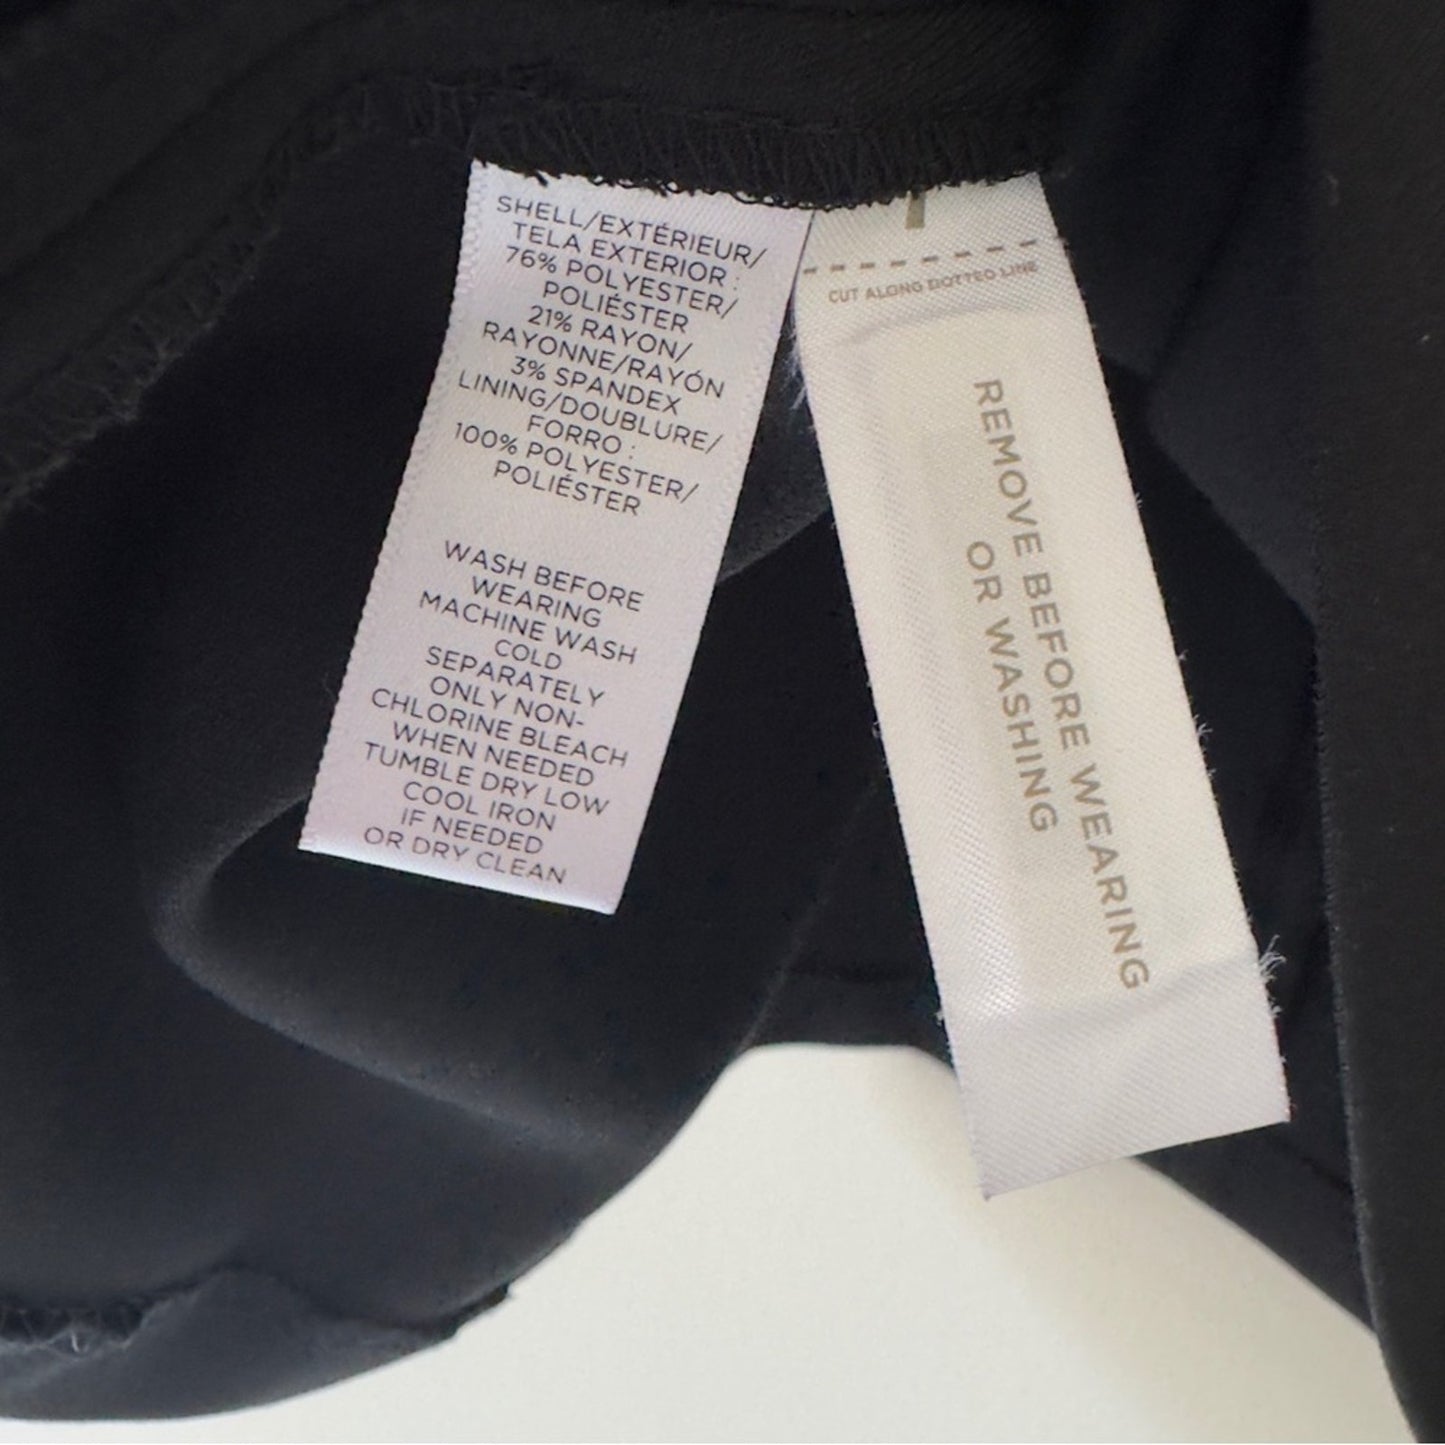 SHELL/EXTÉRIEUR/
TELA EXTERIOR :
76% POLYESTER/
POLIÉSTER
21% RAYON/
RAYONNE/RAYÓN
3% SPANDEX
LINING/DOUBLURE/
FORRO :
100% POLYESTER/
POLIÉSTER
WASH BEFORE
WEARING
MACHINE WASH
COLD
SEPARATELY
ONLY NON-
CHLORINE BLEACH
WHEN NEEDED
TUMBLE DRY LOW
COOL IRON
IF NEEDED
OR DRY CLEAN
CUT ALONG DOTTED LINE
REMOVE BEFORE WEARING
OR WASHING